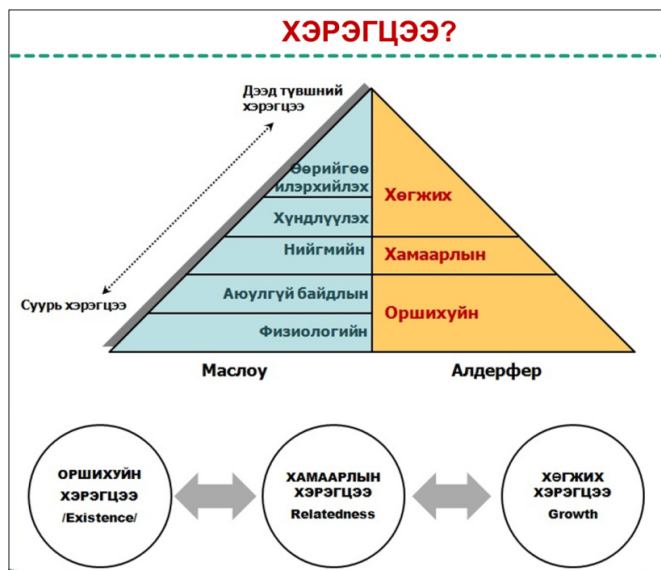 ХЭРЭГЦЭЭ?
Дээд түвшний
хэрэгцээ
Өөрийгөө
илэрхийлэх
Хөгжих
Хүндлүүлэх
Нийгмийн
Хамаарлын
Суурь хэрэгцээ
Аюулгүй байдлын
Оршихуйн
Физиологийн
Маслоу
Алдерфер
ОРШИХУЙН
ХЭРЭГЦЭЭ
/Existence/
ХАМААРЛЫН
ХЭРЭГЦЭЭ
Relatedness
ХӨГЖИХ
ХЭРЭГЦЭЭ
Growth